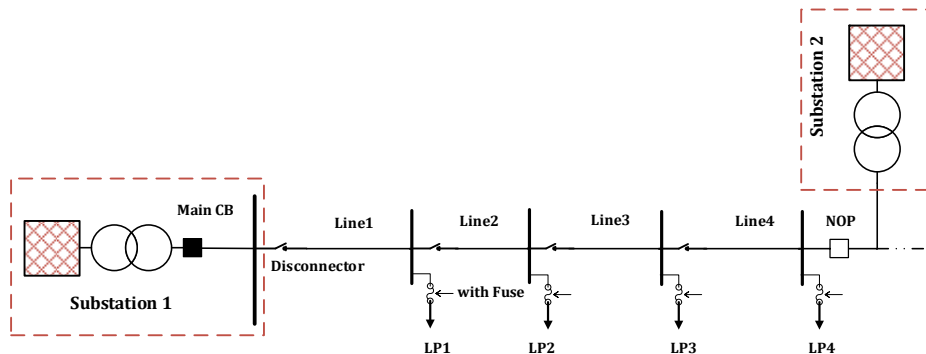 Substation 2
Main CB
Line1
Line2
Line3
Line4
NOP
Disconnector
Substation 1
with Fuse
LP1
LP2
LP3
LP4